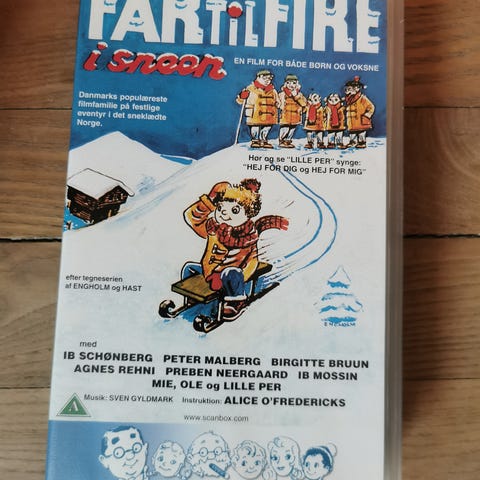 FAR TIL FIRE
i sneen
EN FILM FOR BÅDE BØRN OG VOKSNE
Danmarks populæreste
filmfamilie på festlige
eventyr i det sneklædte
Norge.
Hør og se "LILLE PER" synge:
"HEJ FOR DIG og HEJ FOR MIG"
efter tegneserien
af ENGHOLM og HAST
ENGHOLM
med
IB SCHØNBERG PETER MALBERG BIRGITTE BRUUN
AGNES REHNI PREBEN NEERGAARD IB MOSSIN
MIE, OLE og LILLE PER
Musik: SVEN GYLDMARK Instruktion: ALICE O'FREDERICKS
A
www.scanbox.com